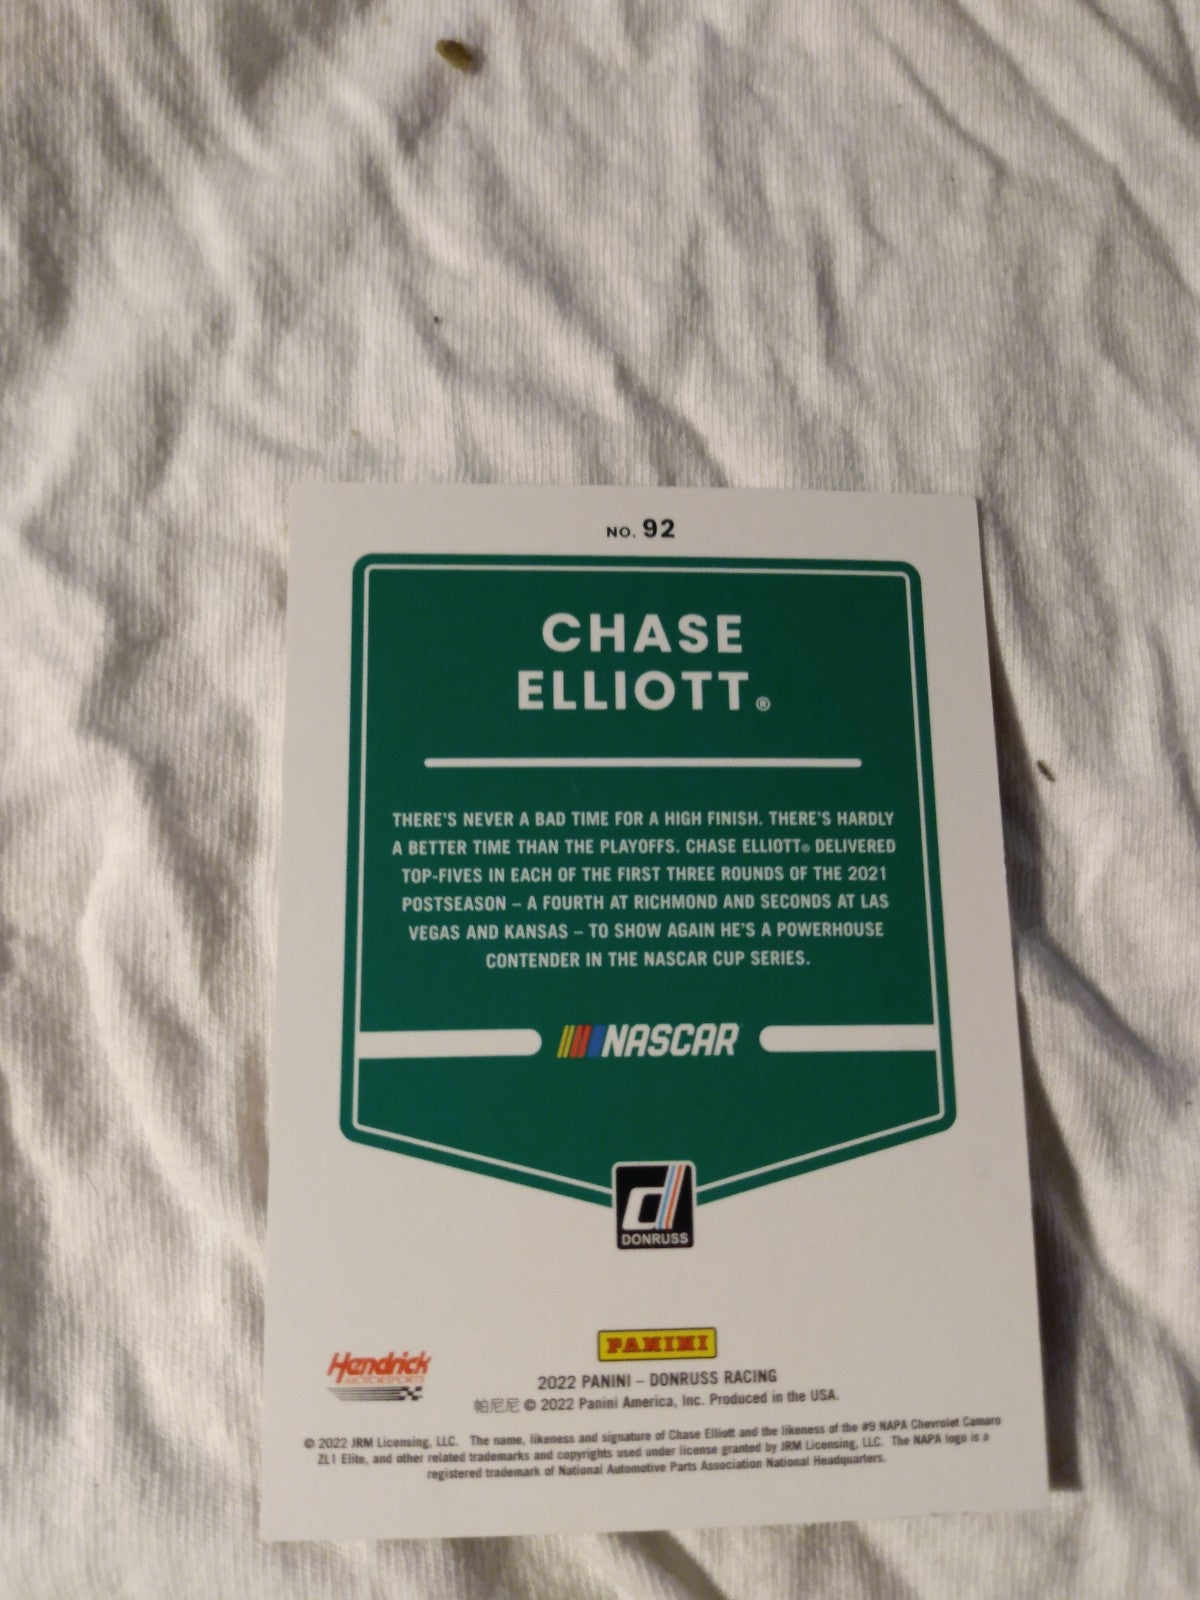 NO. 92
CHASE
ELLIOTT®
THERE'S NEVER A BAD TIME FOR A HIGH FINISH. THERE'S HARDLY
A BETTER TIME THAN THE PLAYOFFS. CHASE ELLIOTT® DELIVERED
TOP-FIVES IN EACH OF THE FIRST THREE ROUNDS OF THE 2021
POSTSEASON – A FOURTH AT RICHMOND AND SECONDS AT LAS
VEGAS AND KANSAS – TO SHOW AGAIN HE'S A POWERHOUSE
CONTENDER IN THE NASCAR CUP SERIES.
NASCAR
d
DONRUSS
PANINI
Hendrick
MOTORSPORTS
2022 PANINI – DONRUSS RACING
帕尼尼 © 2022 Panini America, Inc. Produced in the USA.
© 2022 JRM Licensing, LLC. The name, likeness and signature of Chase Elliott and the likeness of the #9 NAPA Chevrolet Camaro
ZL1 Elite, and other related trademarks and copyrights used under license granted by JRM Licensing, LLC. The NAPA logo is a
registered trademark of National Automotive Parts Association National Headquarters.